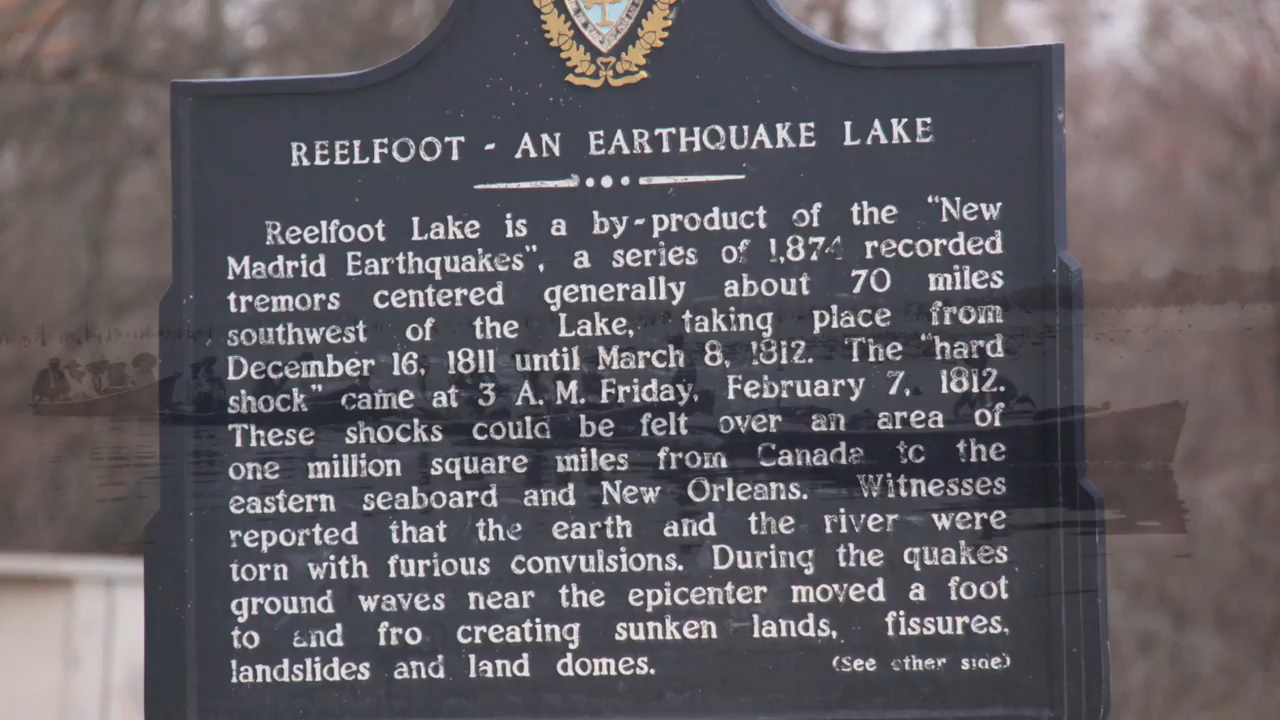 REELFOOT - AN EARTHQUAKE LAKE
Reelfoot Lake is a by-product of the "New
Madrid Earthquakes", a series of 1,874 recorded
tremors centered generally about 70 miles
southwest of the Lake, taking place from
December 16, 1811 until March 8, 1812. The "hard
shock" came at 3 A. M. Friday, February 7, 1812.
These shocks could be felt over an area of
one million square miles from Canada to the
eastern seaboard and New Orleans. Witnesses
reported that the earth and the river were
torn with furious convulsions. During the quakes
ground waves near the epicenter moved a foot
to and fro creating sunken lands, fissures,
landslides and land domes. (See other side)